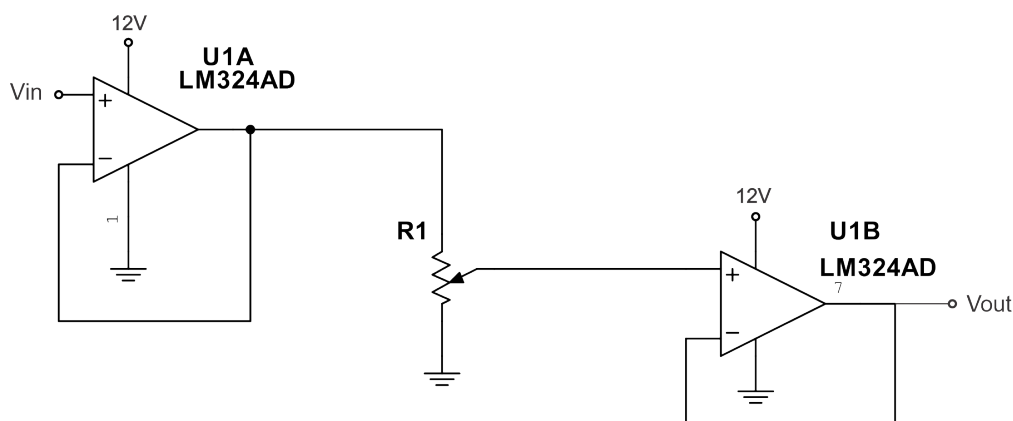 12V
U1A
LM324AD
Vin
+
−
1
12V
R1
U1B
LM324AD
+
7
Vout
−